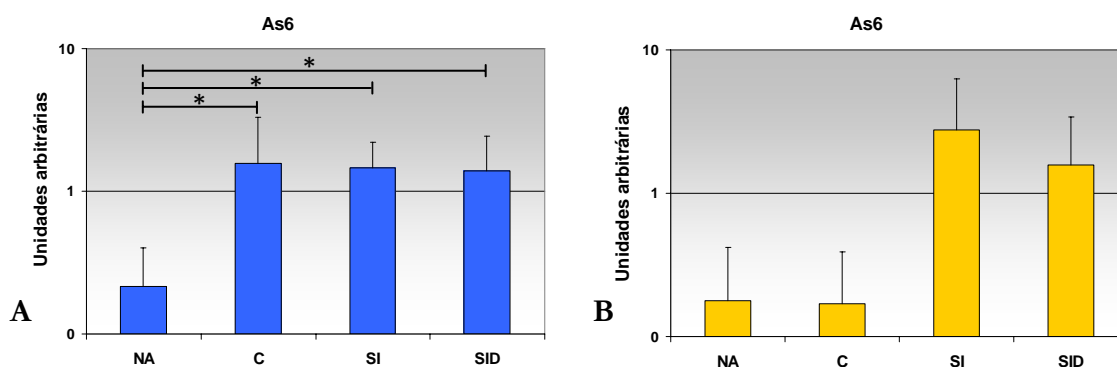 As6
10
*
*
*
1
0
Unidades arbitrárias
NA C SI SID
A
As6
10
1
0
Unidades arbitrárias
NA C SI SID
B